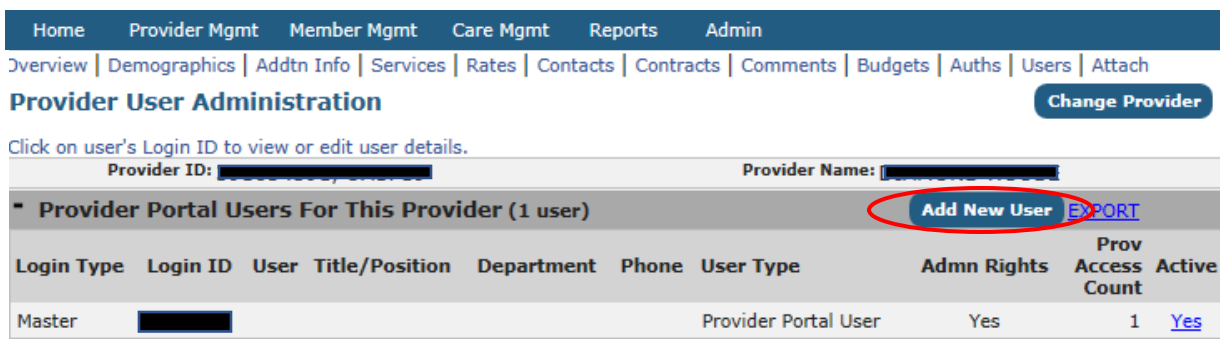 Home Provider Mgmt Member Mgmt Care Mgmt Reports Admin
Overview | Demographics | Addtn Info | Services | Rates | Contacts | Contracts | Comments | Budgets | Auths | Users | Attach
Provider User Administration Change Provider
Click on user's Login ID to view or edit user details.
Provider ID: Provider Name:
- Provider Portal Users For This Provider (1 user) Add New User EXPORT
Login Type Login ID User Title/Position Department Phone User Type Admn Rights Prov Access Count Active
Master Provider Portal User Yes 1 Yes